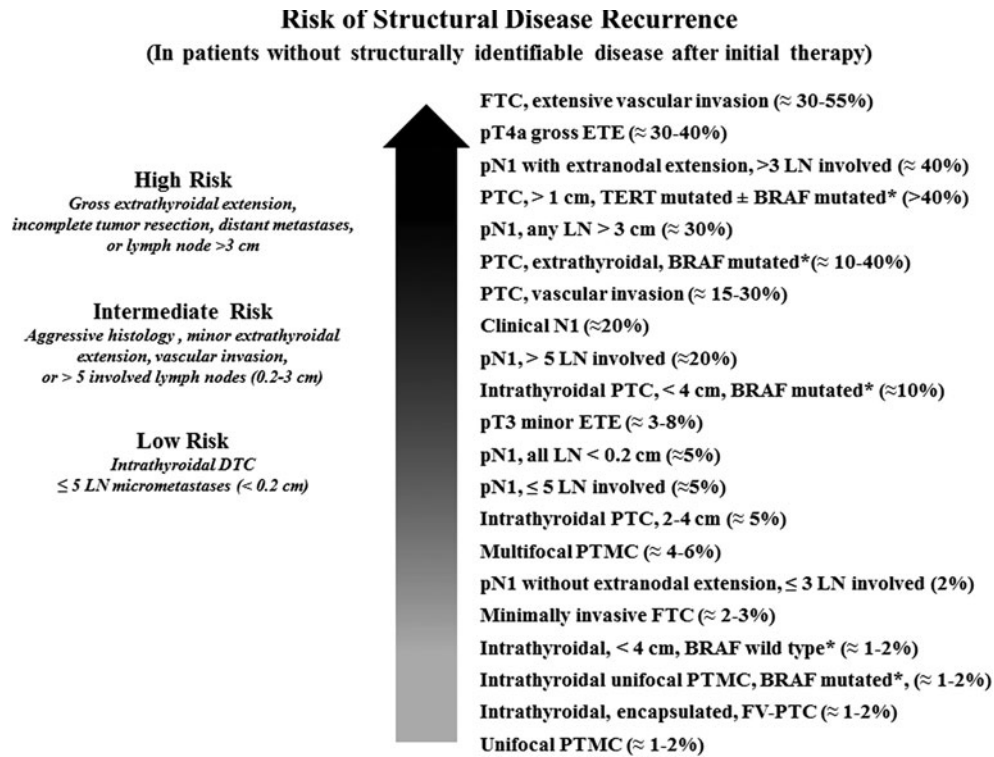 Risk of Structural Disease Recurrence
(In patients without structurally identifiable disease after initial therapy)
High Risk
Gross extrathyroidal extension,
incomplete tumor resection, distant metastases,
or lymph node >3 cm
Intermediate Risk
Aggressive histology , minor extrathyroidal
extension, vascular invasion,
or > 5 involved lymph nodes (0.2-3 cm)
Low Risk
Intrathyroidal DTC
≤ 5 LN micrometastases (< 0.2 cm)
FTC, extensive vascular invasion (≈ 30-55%)
pT4a gross ETE (≈ 30-40%)
pN1 with extranodal extension, >3 LN involved (≈ 40%)
PTC, > 1 cm, TERT mutated ± BRAF mutated* (>40%)
pN1, any LN > 3 cm (≈ 30%)
PTC, extrathyroidal, BRAF mutated*(≈ 10-40%)
PTC, vascular invasion (≈ 15-30%)
Clinical N1 (≈20%)
pN1, > 5 LN involved (≈20%)
Intrathyroidal PTC, < 4 cm, BRAF mutated* (≈10%)
pT3 minor ETE (≈ 3-8%)
pN1, all LN < 0.2 cm (≈5%)
pN1, ≤ 5 LN involved (≈5%)
Intrathyroidal PTC, 2-4 cm (≈ 5%)
Multifocal PTMC (≈ 4-6%)
pN1 without extranodal extension, ≤ 3 LN involved (2%)
Minimally invasive FTC (≈ 2-3%)
Intrathyroidal, < 4 cm, BRAF wild type* (≈ 1-2%)
Intrathyroidal unifocal PTMC, BRAF mutated*, (≈ 1-2%)
Intrathyroidal, encapsulated, FV-PTC (≈ 1-2%)
Unifocal PTMC (≈ 1-2%)